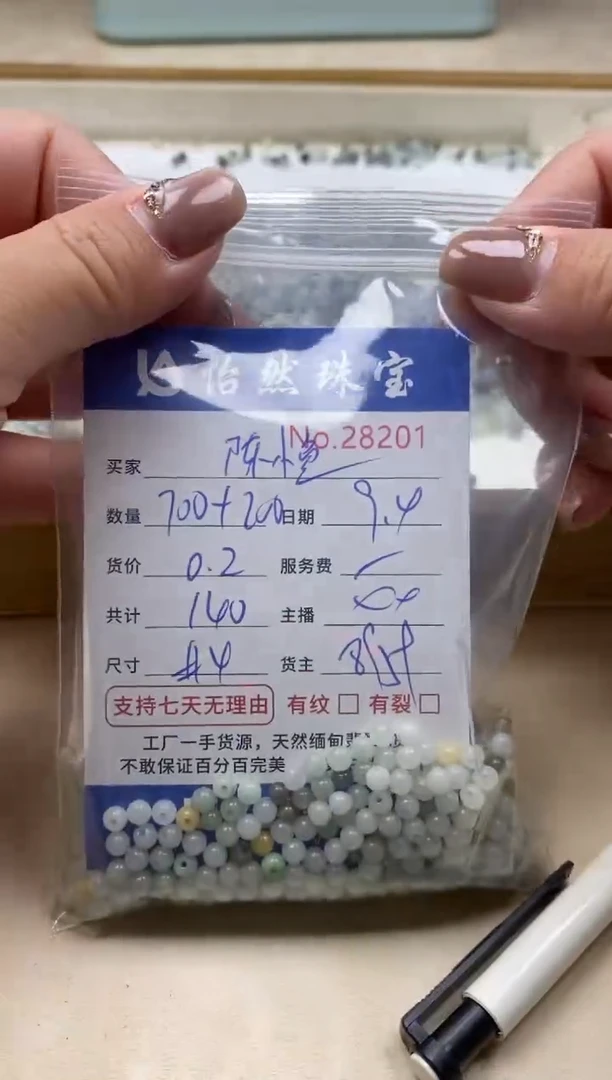 怡然珠宝
No.28201
买家 陈小
数量 700+200 日期 9.4
货价 0.2 服务费
共计 140 主播
尺寸 #4 货主
支持七天无理由 有纹 有裂
工厂一手货源,天然缅甸
不敢保证百分百完美